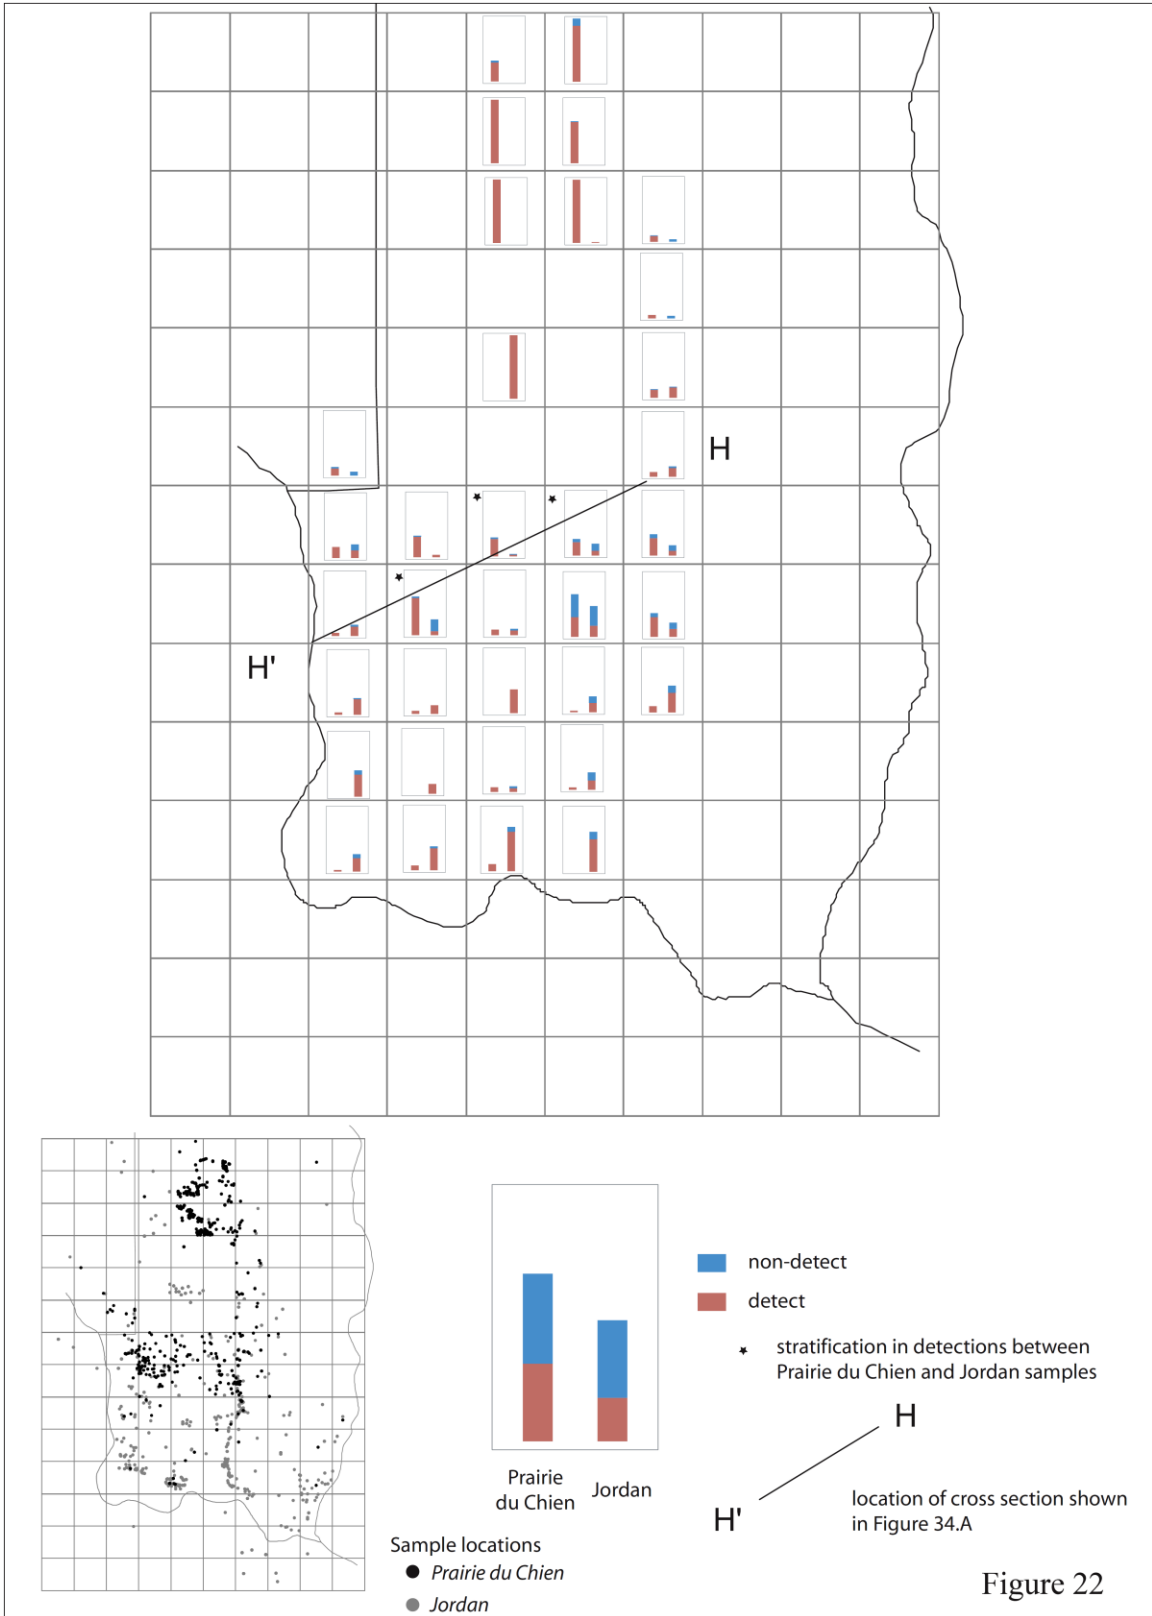 H
H'
non-detect
detect
stratification in detections between
Prairie du Chien and Jordan samples
H
H'
location of cross section shown
in Figure 34.A
Prairie
du Chien
Jordan
Sample locations
Prairie du Chien
Jordan
Figure 22